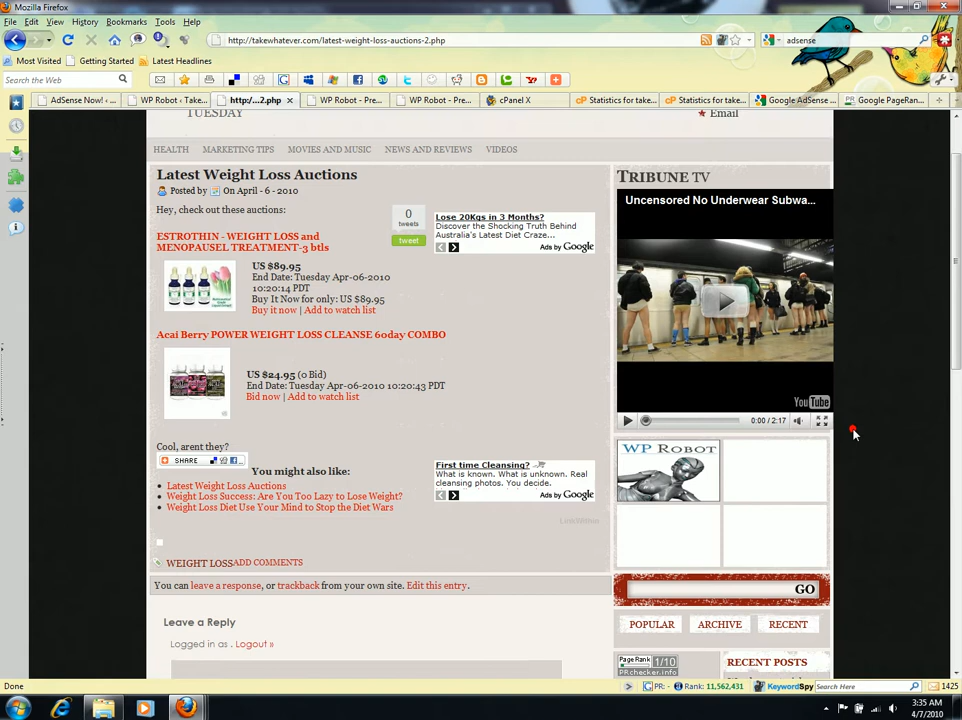 Mozilla Firefox
File Edit View History Bookmarks Tools Help
http://takewhatever.com/latest-weight-loss-auctions-2.php
adsense
Most Visited Getting Started Latest Headlines
Search the Web
AdSense Now! ‹ ... WP Robot ‹ Take... http:/...2.php WP Robot - Pre... WP Robot - Pre... cPanel X Statistics for take... Statistics for take... Google AdSense ... Google PageRan...
TUESDAY
Email
HEALTH MARKETING TIPS MOVIES AND MUSIC NEWS AND REVIEWS VIDEOS
Latest Weight Loss Auctions
Posted by On April - 6 - 2010
Hey, check out these auctions:
0
tweets
tweet
Lose 20Kgs in 3 Months?
Discover the Shocking Truth Behind
Australia's Latest Diet Craze...
Ads by Google
ESTROTHIN - WEIGHT LOSS and
MENOPAUSEL TREATMENT-3 btls
US $89.95
End Date: Tuesday Apr-06-2010
10:20:14 PDT
Buy It Now for only: US $89.95
Buy it now | Add to watch list
Acai Berry POWER WEIGHT LOSS CLEANSE 60day COMBO
US $24.95 (0 Bid)
End Date: Tuesday Apr-06-2010 10:20:43 PDT
Bid now | Add to watch list
Cool, arent they?
SHARE
You might also like:
Latest Weight Loss Auctions
Weight Loss Success: Are You Too Lazy to Lose Weight?
Weight Loss Diet Use Your Mind to Stop the Diet Wars
First time Cleansing?
What is known. What is unknown. Real
cleansing photos. You decide.
Ads by Google
LinkWithin
WEIGHT LOSS ADD COMMENTS
You can leave a response, or trackback from your own site. Edit this entry.
Leave a Reply
Logged in as . Logout »
TRIBUNE TV
Uncensored No Underwear Subwa...
YouTube
0:00 / 2:17
WP ROBOT
GO
POPULAR ARCHIVE RECENT
Page Rank 1/10
PRchecker.info
RECENT POSTS
Done
PR: - Rank: 11,562,431 KeywordSpy Search Here 1425
3:35 AM
4/7/2010